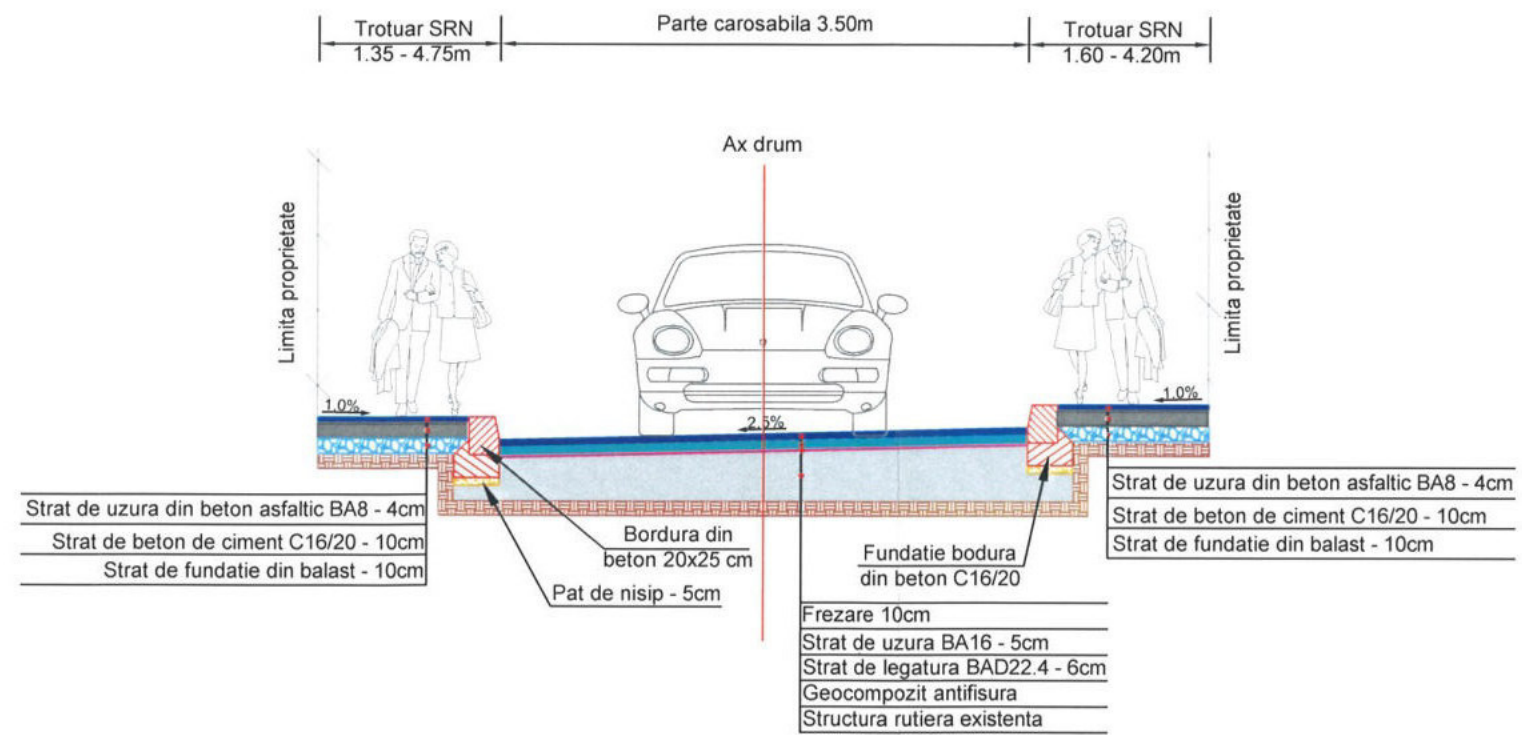 Trotuar SRN
1.35 - 4.75m
Parte carosabila 3.50m
Trotuar SRN
1.60 - 4.20m
Ax drum
Limita proprietate
Limita proprietate
1.0%
2.5%
1.0%
Strat de uzura din beton asfaltic BA8 - 4cm
Strat de beton de ciment C16/20 - 10cm
Strat de fundatie din balast - 10cm
Bordura din
beton 20x25 cm
Pat de nisip - 5cm
Fundatie bodura
din beton C16/20
Strat de uzura din beton asfaltic BA8 - 4cm
Strat de beton de ciment C16/20 - 10cm
Strat de fundatie din balast - 10cm
Frezare 10cm
Strat de uzura BA16 - 5cm
Strat de legatura BAD22.4 - 6cm
Geocompozit antifisura
Structura rutiera existenta